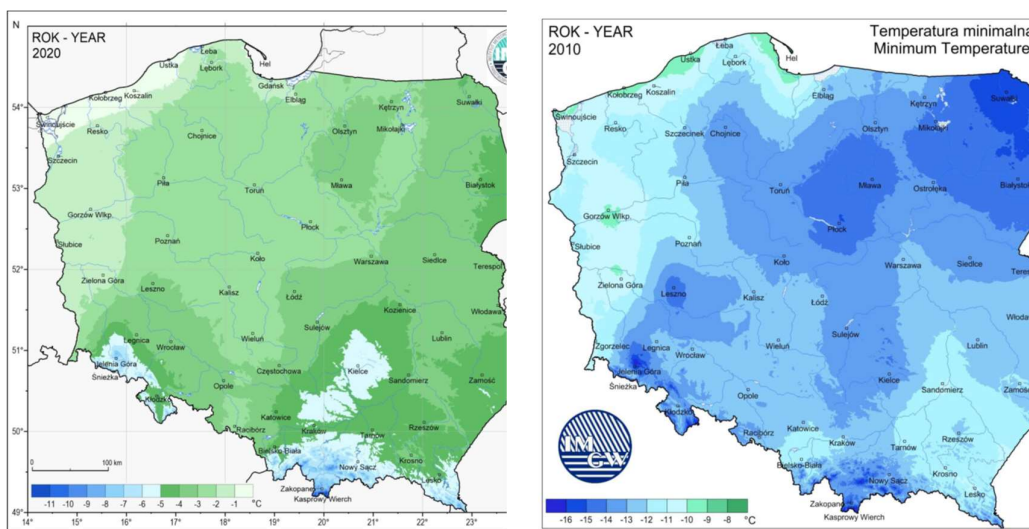 N
ROK - YEAR
2020
Łeba
Lębork
Hel
Ustka
Koszalin
Kołobrzeg
Gdańsk
Elbląg
Kętrzyn
Suwałki
54°
Świnoujście
Resko
Chojnice
Olsztyn
Mikołajki
Szczecin
Piła
Toruń
Mława
Białystok
53°
Gorzów Wlkp.
Płock
Słubice
Poznań
Koło
Warszawa
Siedlce
Terespol
52°
Zielona Góra
Leszno
Kalisz
Łódź
Kozienice
Włodawa
Legnica
Wrocław
Wieluń
Sulejów
Lublin
51°
Jelenia Góra
Śnieżka
Kłodzko
Opole
Częstochowa
Kielce
Sandomierz
Zamość
Katowice
Racibórz
Kraków
Tarnów
Rzeszów
50°
0
100 km
Bielsko-Biała
Nowy Sącz
Krosno
Lesko
Zakopane
Kasprowy Wierch
-11 -10 -9 -8 -7 -6 -5 -4 -3 -2 -1 °C
49°
14° 15° 16° 17° 18° 19° 20° 21° 22° 23°
ROK - YEAR
2010
Temperatura minimalna
Minimum Temperature
Łeba
Hel
Ustka
Lębork
Kołobrzeg
Koszalin
Elbląg
Kętrzyn
Suwałki
Świnoujście
Resko
Szczecinek
Chojnice
Olsztyn
Mikołajki
Szczecin
Piła
Toruń
Mława
Ostrołęka
Białystok
Gorzów Wlkp.
Płock
Słubice
Poznań
Koło
Warszawa
Siedlce
Teres
Zielona Góra
Leszno
Kalisz
Łódź
Włoda
Zgorzelec
Legnica
Wrocław
Wieluń
Sulejów
Lublin
Jelenia Góra
Śnieżka
Kłodzko
Opole
Kielce
Sandomierz
Zamo
Racibórz
Katowice
Kraków
Tarnów
Rzeszów
IM
GW
Bielsko-Biała
Nowy Sącz
Krosno
Lesko
Zakopane
Kasprowy Wierch
-16 -15 -14 -13 -12 -11 -10 -9 -8 °C